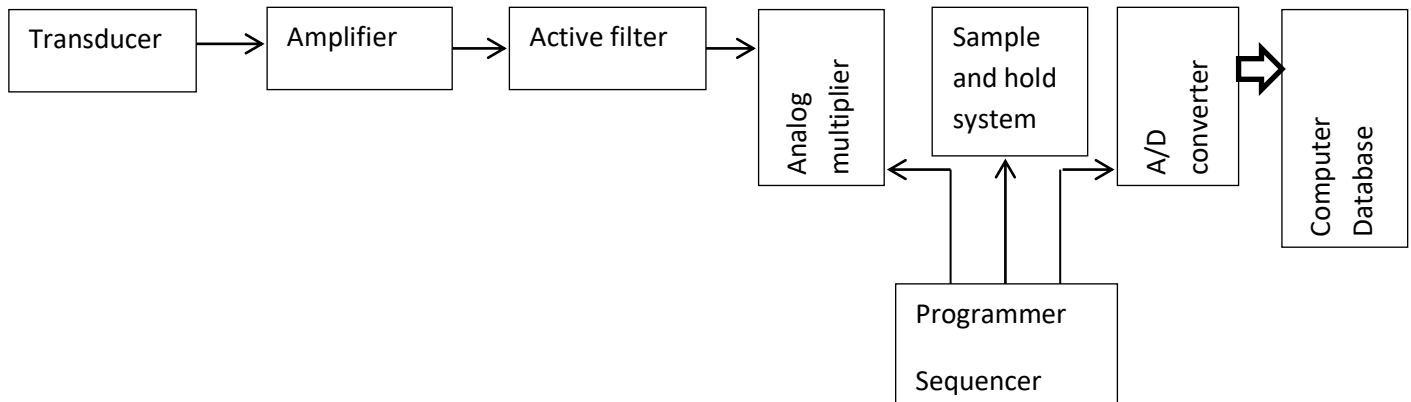 Transducer
Amplifier
Active filter
Analog
multiplier
Sample
and hold
system
A/D
converter
Computer
Database
Programmer
Sequencer